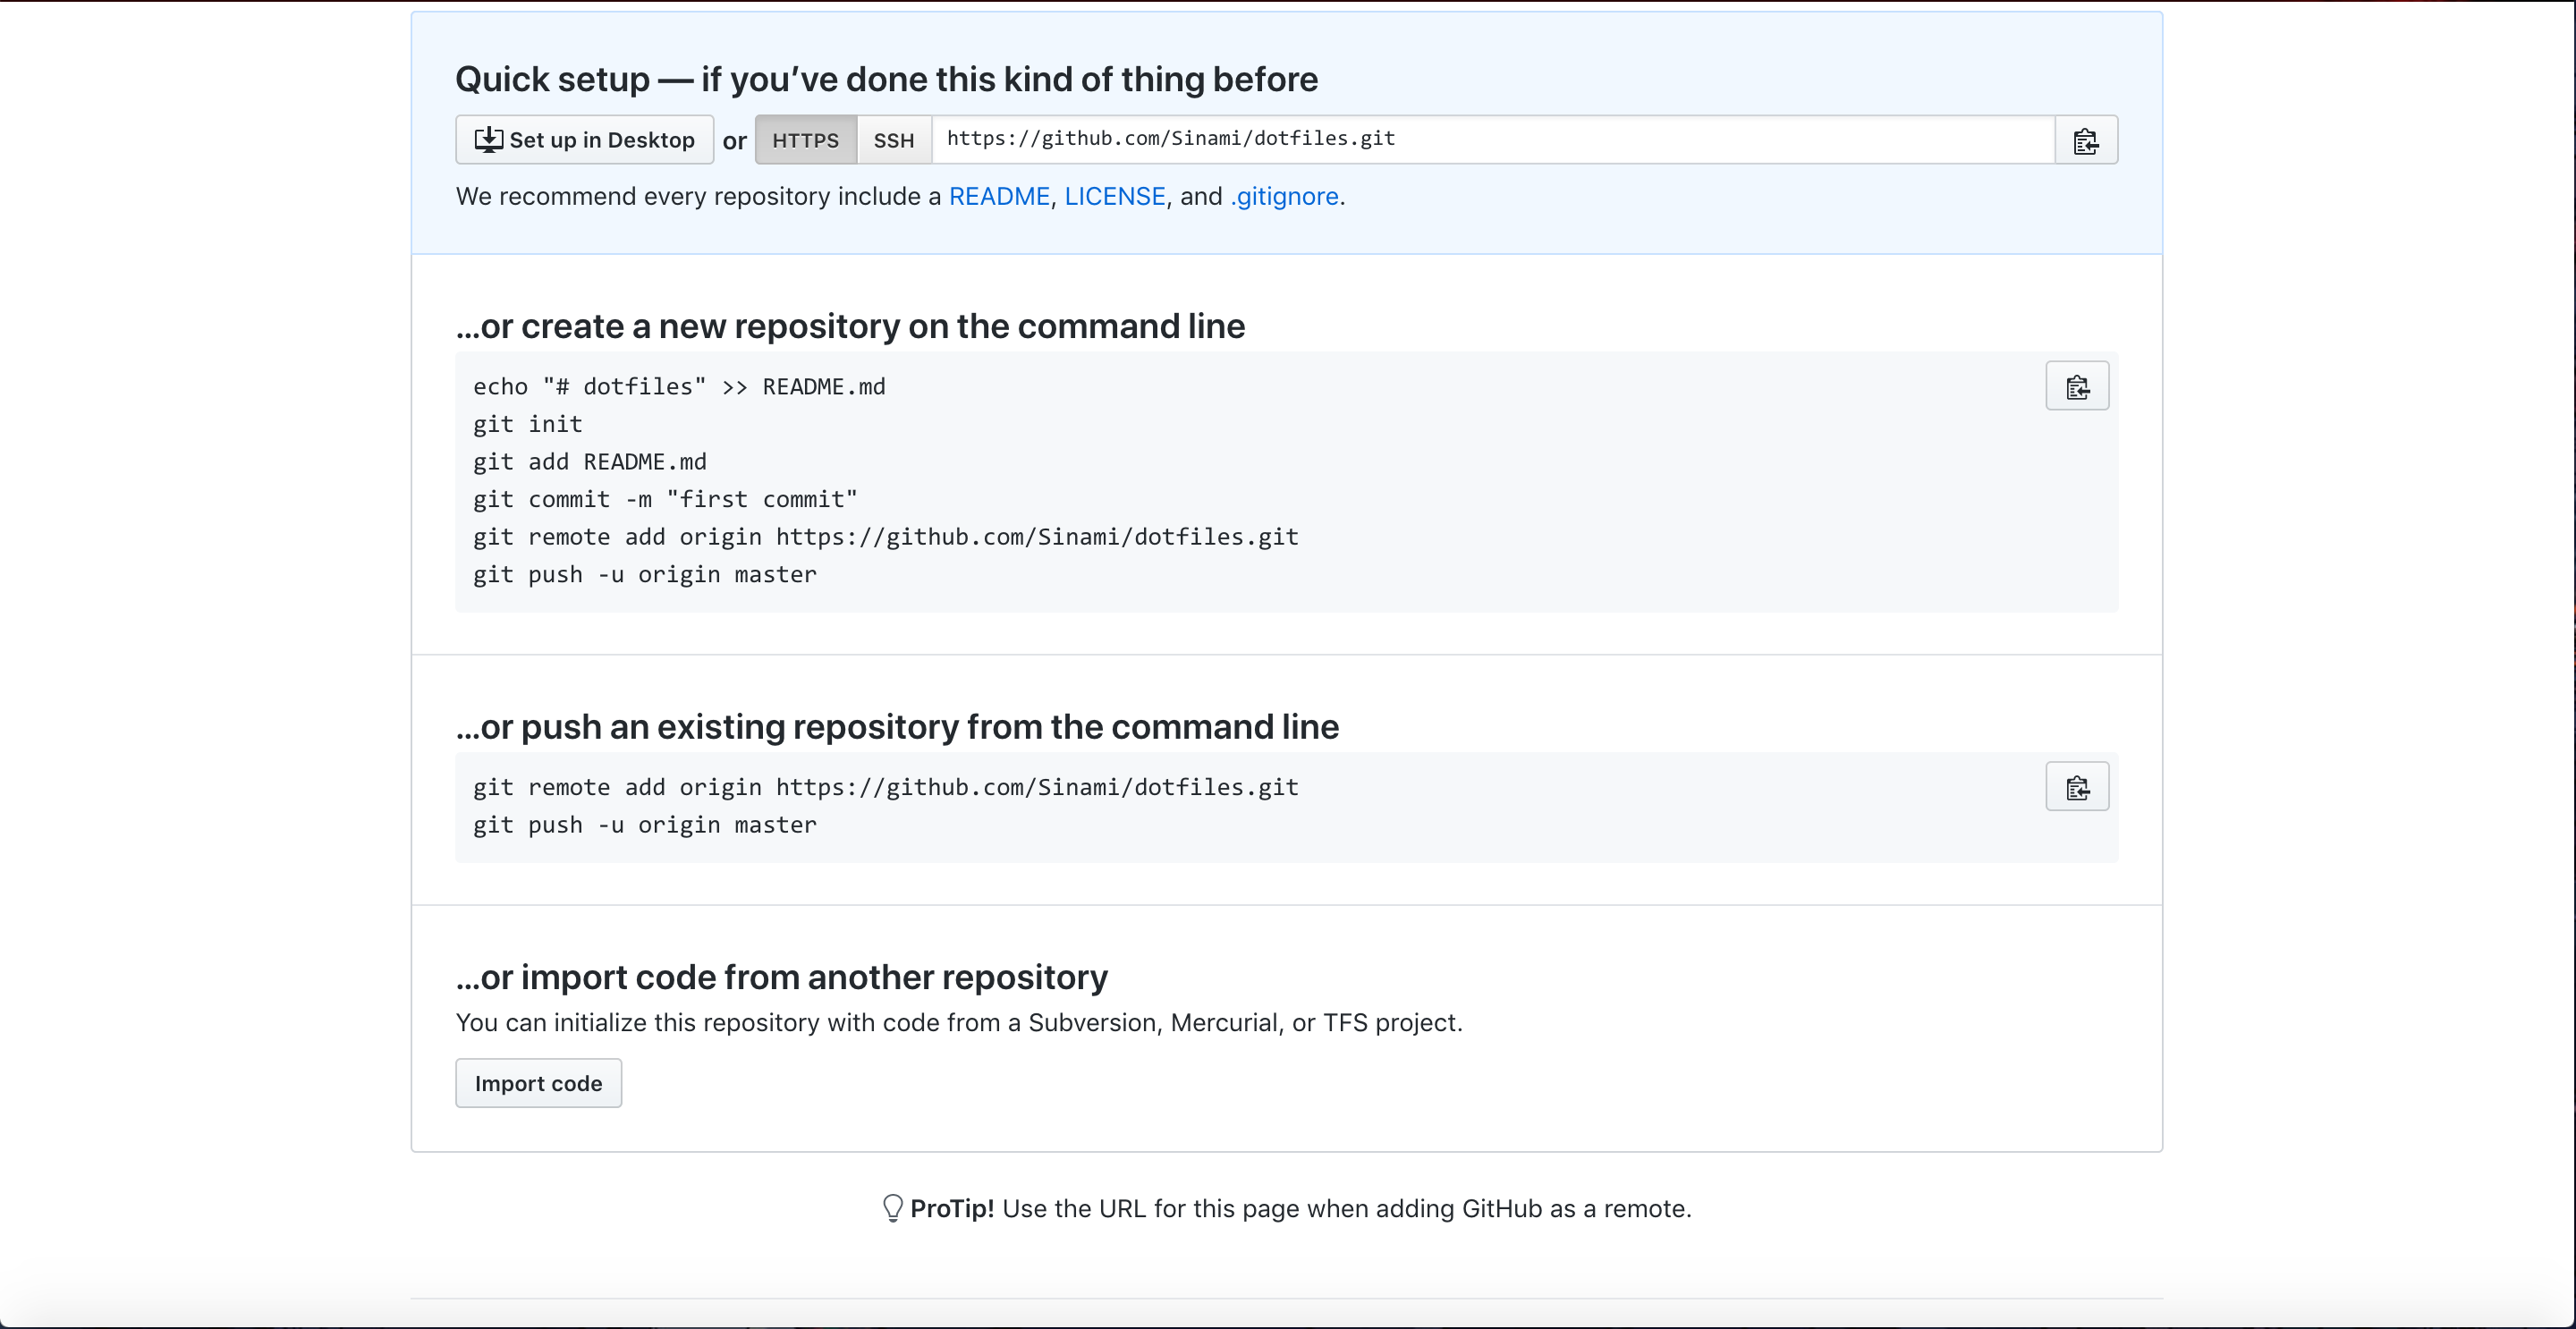 Quick setup — if you’ve done this kind of thing before
Set up in Desktop or HTTPS SSH https://github.com/Sinami/dotfiles.git
We recommend every repository include a README, LICENSE, and .gitignore.
…or create a new repository on the command line
echo "# dotfiles" >> README.md
git init
git add README.md
git commit -m "first commit"
git remote add origin https://github.com/Sinami/dotfiles.git
git push -u origin master
…or push an existing repository from the command line
git remote add origin https://github.com/Sinami/dotfiles.git
git push -u origin master
…or import code from another repository
You can initialize this repository with code from a Subversion, Mercurial, or TFS project.
Import code
ProTip! Use the URL for this page when adding GitHub as a remote.